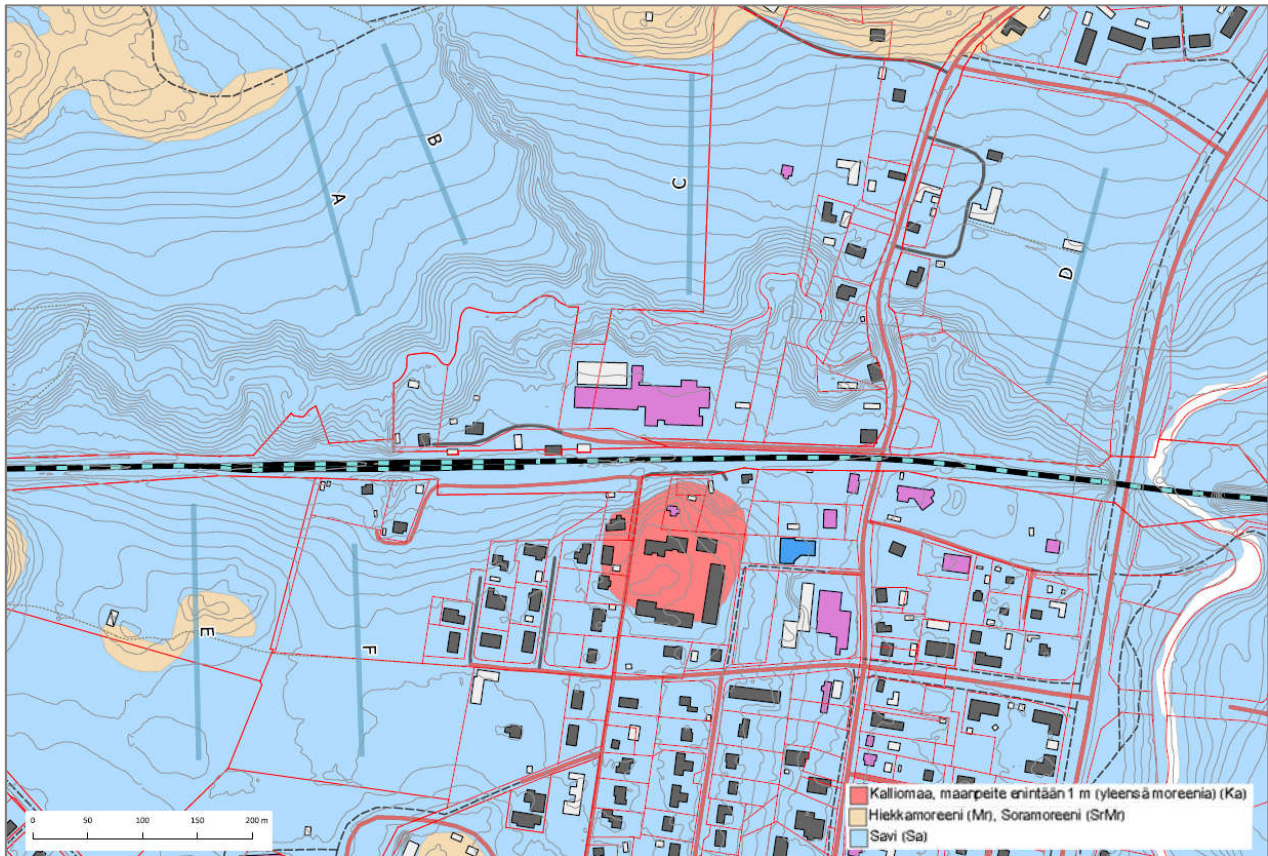 B
A
C
D
E
F
Kalliomaa, maanpeite enintään 1 m (yleensä moreenia) (Ka)
Hiekkamoreeni (Mr), Soramoreeni (SrMr)
Savi (Sa)
0 50 100 150 200 m